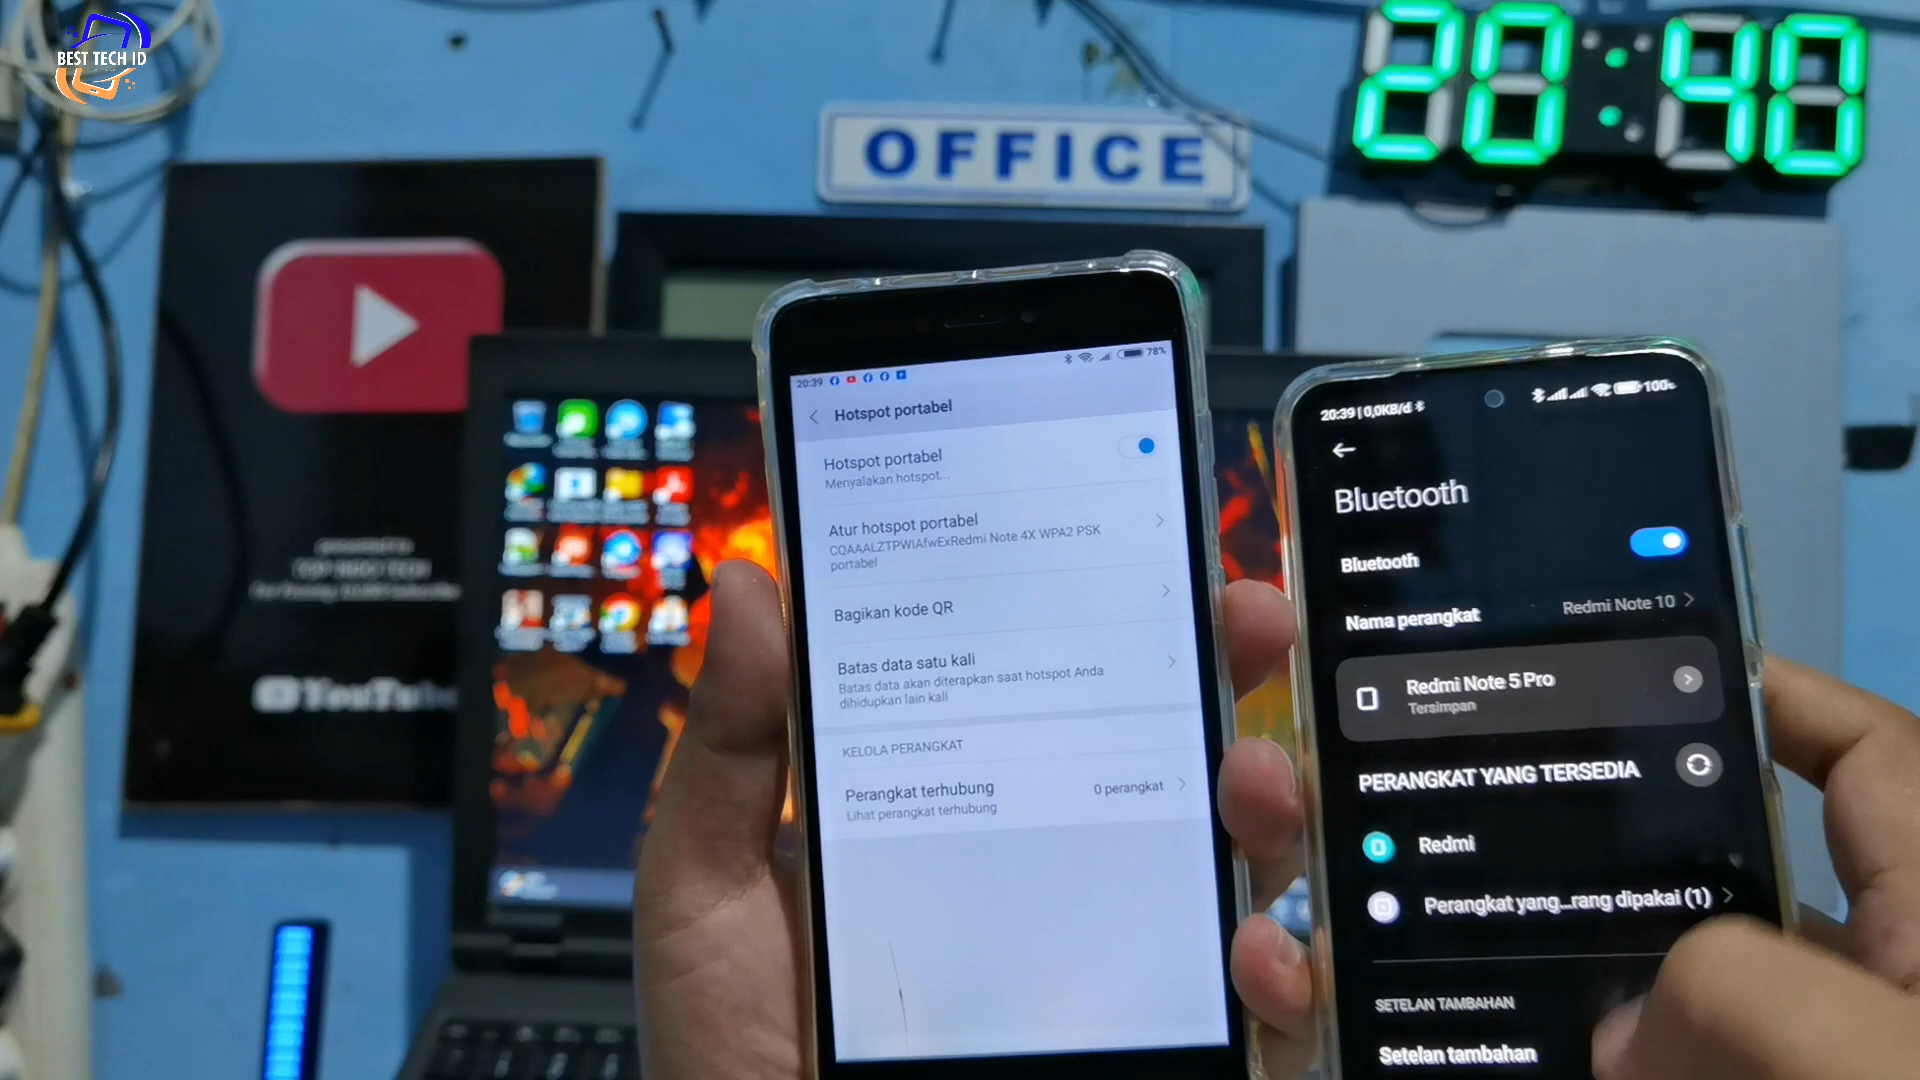 BEST TECH ID
20:40
OFFICE
TOP INDO TECH
YouTube
20:39
78%
Hotspot portabel
Hotspot portabel
Menyalakan hotspot...
Atur hotspot portabel
CQAAALZTPWIAfwExRedmi Note 4X WPA2 PSK
portabel
Bagikan kode QR
Batas data satu kali
Batas data akan diterapkan saat hotspot Anda
dihidupkan lain kali
KELOLA PERANGKAT
Perangkat terhubung
0 perangkat
Lihat perangkat terhubung
20:39 | 0,0KB/d
100%
Bluetooth
Bluetooth
Nama perangkat
Redmi Note 10
Redmi Note 5 Pro
Tersimpan
PERANGKAT YANG TERSEDIA
Redmi
Perangkat yang...rang dipakai (1)
SETELAN TAMBAHAN
Setelan tambahan